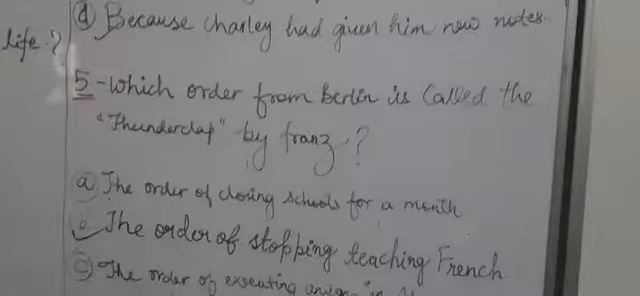 d Because charley had given him new notes.
life?
5-Which order from Berlin is Called the
"Thunderclap" by franz?
a The order of closing schools for a month
The order of stopping teaching French
c The order of